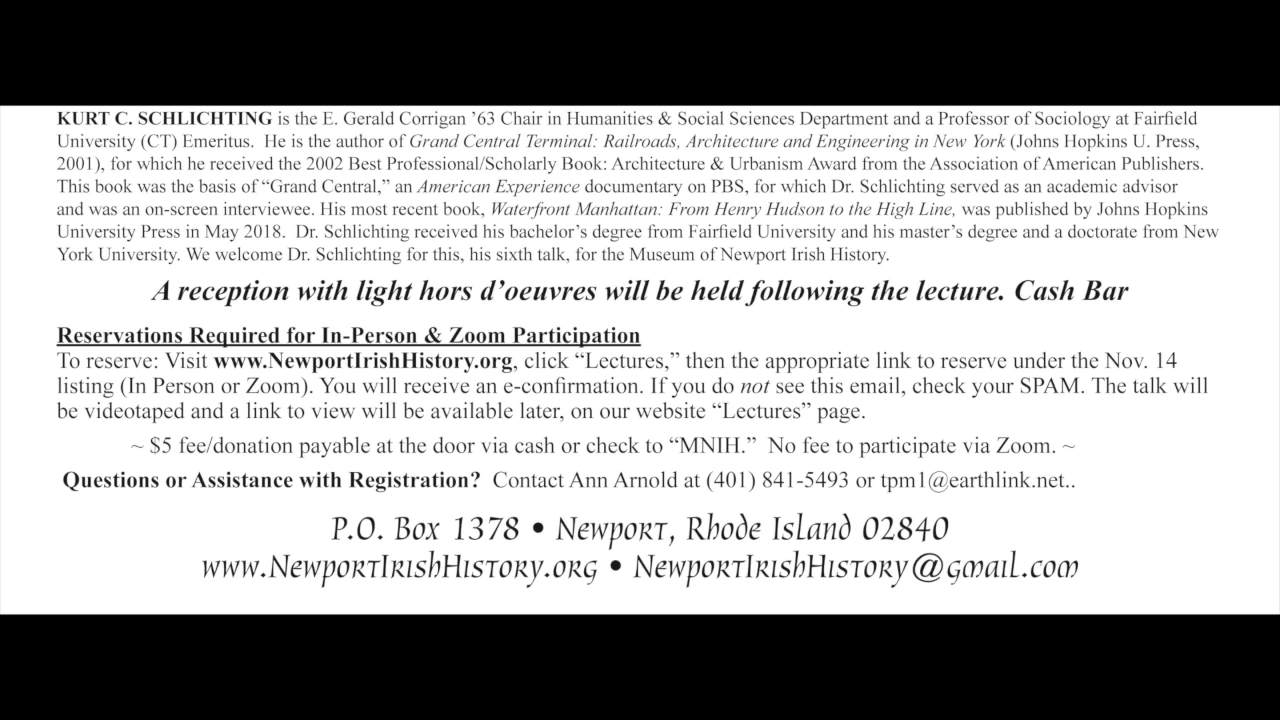 KURT C. SCHLICHTING is the E. Gerald Corrigan ’63 Chair in Humanities & Social Sciences Department and a Professor of Sociology at Fairfield
University (CT) Emeritus.  He is the author of Grand Central Terminal: Railroads, Architecture and Engineering in New York (Johns Hopkins U. Press,
2001), for which he received the 2002 Best Professional/Scholarly Book: Architecture & Urbanism Award from the Association of American Publishers.
This book was the basis of “Grand Central,” an American Experience documentary on PBS, for which Dr. Schlichting served as an academic advisor
and was an on-screen interviewee. His most recent book, Waterfront Manhattan: From Henry Hudson to the High Line, was published by Johns Hopkins
University Press in May 2018.  Dr. Schlichting received his bachelor’s degree from Fairfield University and his master’s degree and a doctorate from New
York University. We welcome Dr. Schlichting for this, his sixth talk, for the Museum of Newport Irish History.
A reception with light hors d’oeuvres will be held following the lecture. Cash Bar
Reservations Required for In-Person & Zoom Participation
To reserve: Visit www.NewportIrishHistory.org, click “Lectures,” then the appropriate link to reserve under the Nov. 14
listing (In Person or Zoom). You will receive an e-confirmation. If you do not see this email, check your SPAM. The talk will
be videotaped and a link to view will be available later, on our website “Lectures” page.
~ $5 fee/donation payable at the door via cash or check to “MNIH.”  No fee to participate via Zoom. ~
Questions or Assistance with Registration?  Contact Ann Arnold at (401) 841-5493 or tpm1@earthlink.net..
P.O. Box 1378 • Newport, Rhode Island 02840
www.NewportIrishHistory.org • NewportIrishHistory@gmail.com